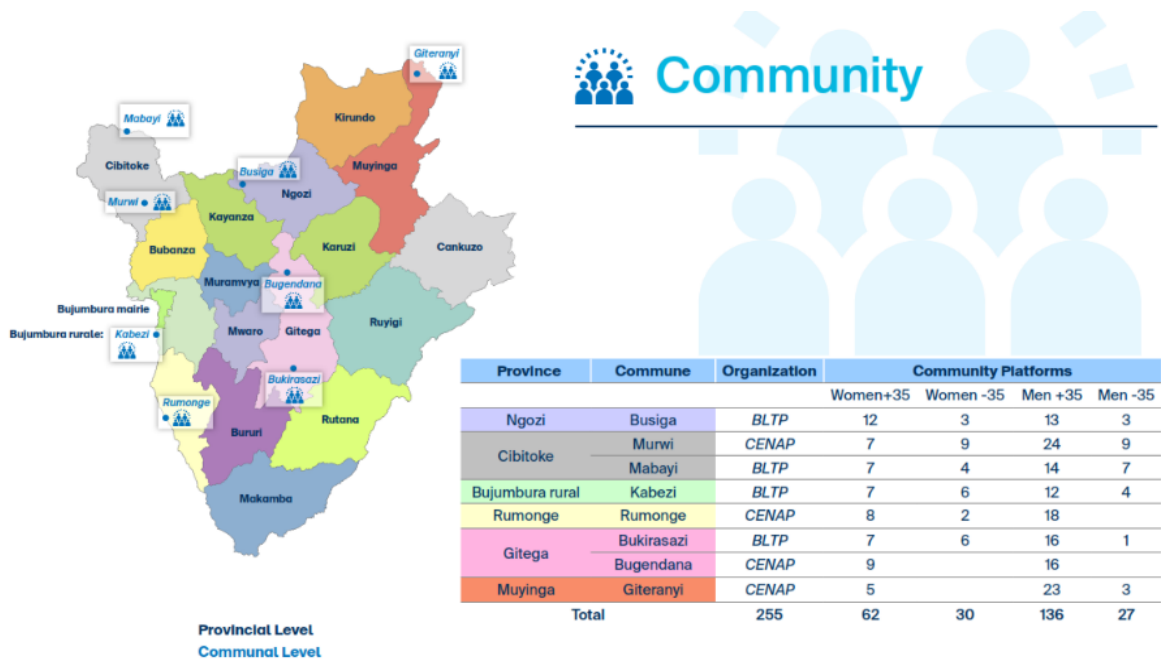 Giteranyi
Kirundo
Mabayi
Cibitoke
Muyinga
Busiga
Ngozi
Murwi
Kayanza
Bubanza
Karuzi
Cankuzo
Muramvya
Bugendana
Bujumbura mairie
Bujumbura rurale:
Kabezi
Mwaro
Gitega
Ruyigi
Bukirasazi
Rumonge
Bururi
Rutana
Makamba
Provincial Level
Communal Level
Community
Province Commune Organization Community Platforms
Women+35 Women -35 Men +35 Men -35
Ngozi Busiga BLTP 12 3 13 3
Cibitoke Murwi CENAP 7 9 24 9
Mabayi BLTP 7 4 14 7
Bujumbura rural Kabezi BLTP 7 6 12 4
Rumonge Rumonge CENAP 8 2 18
Gitega Bukirasazi BLTP 7 6 16 1
Bugendana CENAP 9 16
Muyinga Giteranyi CENAP 5 23 3
Total 255 62 30 136 27